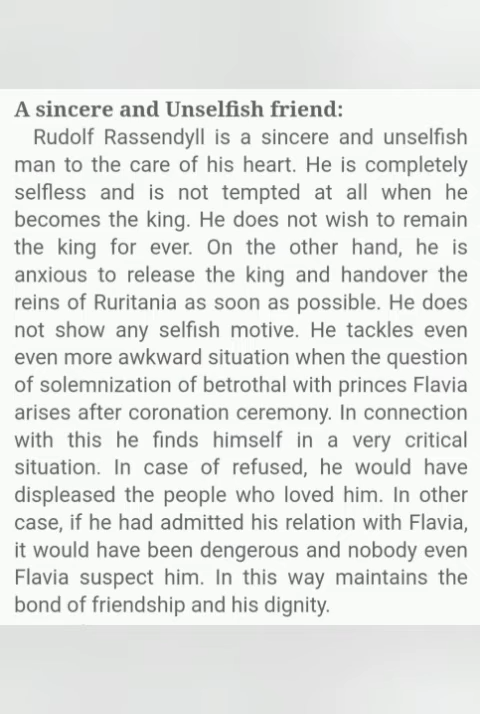 A sincere and Unselfish friend:
Rudolf Rassendyll is a sincere and unselfish
man to the care of his heart. He is completely
selfless and is not tempted at all when he
becomes the king. He does not wish to remain
the king for ever. On the other hand, he is
anxious to release the king and handover the
reins of Ruritania as soon as possible. He does
not show any selfish motive. He tackles even
even more awkward situation when the question
of solemnization of betrothal with princes Flavia
arises after coronation ceremony. In connection
with this he finds himself in a very critical
situation. In case of refused, he would have
displeased the people who loved him. In other
case, if he had admitted his relation with Flavia,
it would have been dengerous and nobody even
Flavia suspect him. In this way maintains the
bond of friendship and his dignity.